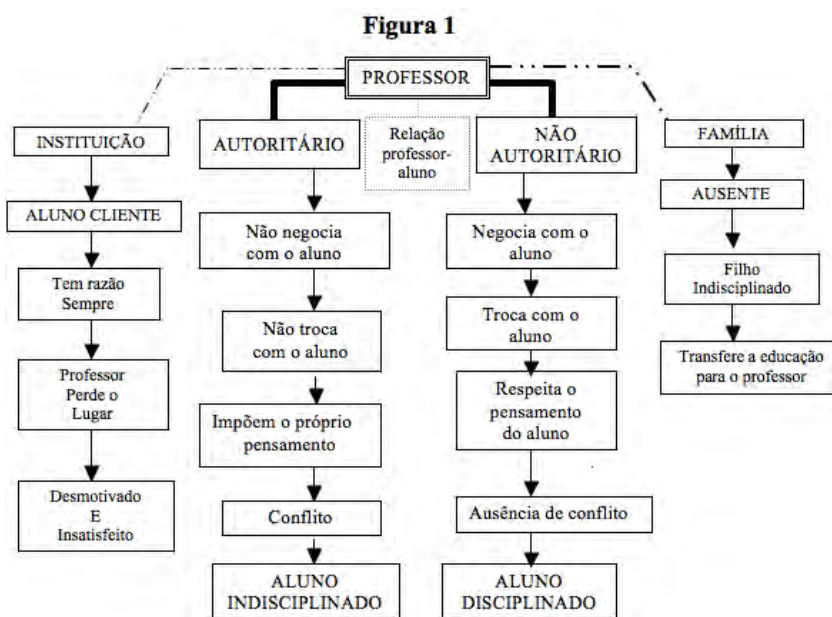 Figura 1
PROFESSOR
INSTITUIÇÃO
ALUNO CLIENTE
Tem razão
Sempre
Professor
Perde o
Lugar
Desmotivado
E
Insatisfeito
AUTORITÁRIO
Não negocia
com o aluno
Não troca
com o aluno
Impõem o próprio
pensamento
Conflito
ALUNO
INDISCIPLINADO
Relação
professor-
aluno
NÃO
AUTORITÁRIO
Negocia com o
aluno
Troca com o
aluno
Respeita o
pensamento
do aluno
Ausência de conflito
ALUNO
DISCIPLINADO
FAMÍLIA
AUSENTE
Filho
Indisciplinado
Transfere a educação
para o professor